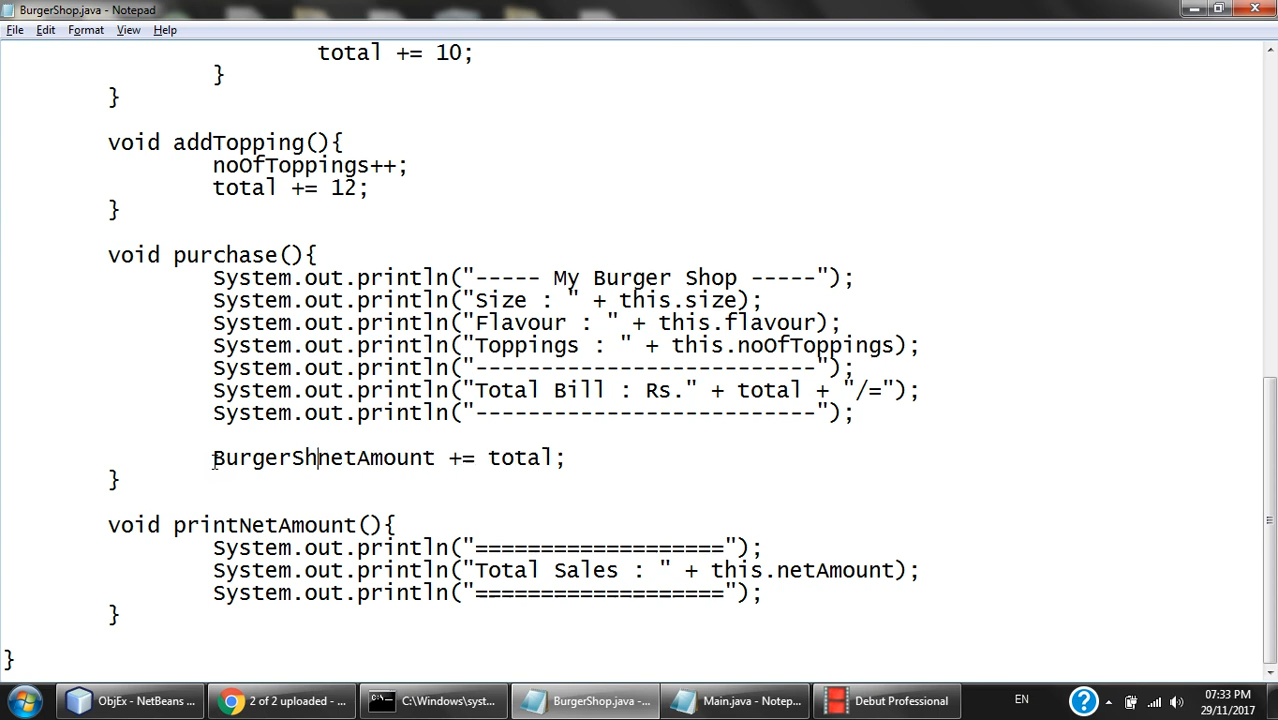 BurgerShop.java - Notepad
File Edit Format View Help
total += 10;
}
}
void addTopping(){
noOfToppings++;
total += 12;
}
void purchase(){
System.out.println("----- My Burger Shop -----");
System.out.println("Size : " + this.size);
System.out.println("Flavour : " + this.flavour);
System.out.println("Toppings : " + this.noOfToppings);
System.out.println("--------------------------");
System.out.println("Total Bill : Rs." + total + "/=");
System.out.println("--------------------------");
BurgerShnetAmount += total;
}
void printNetAmount(){
System.out.println("===================");
System.out.println("Total Sales : " + this.netAmount);
System.out.println("===================");
}
}
ObjEx - NetBeans ... 2 of 2 uploaded - ... C:\Windows\syst... BurgerShop.java -... Main.java - Notep... Debut Professional EN 07:33 PM
29/11/2017